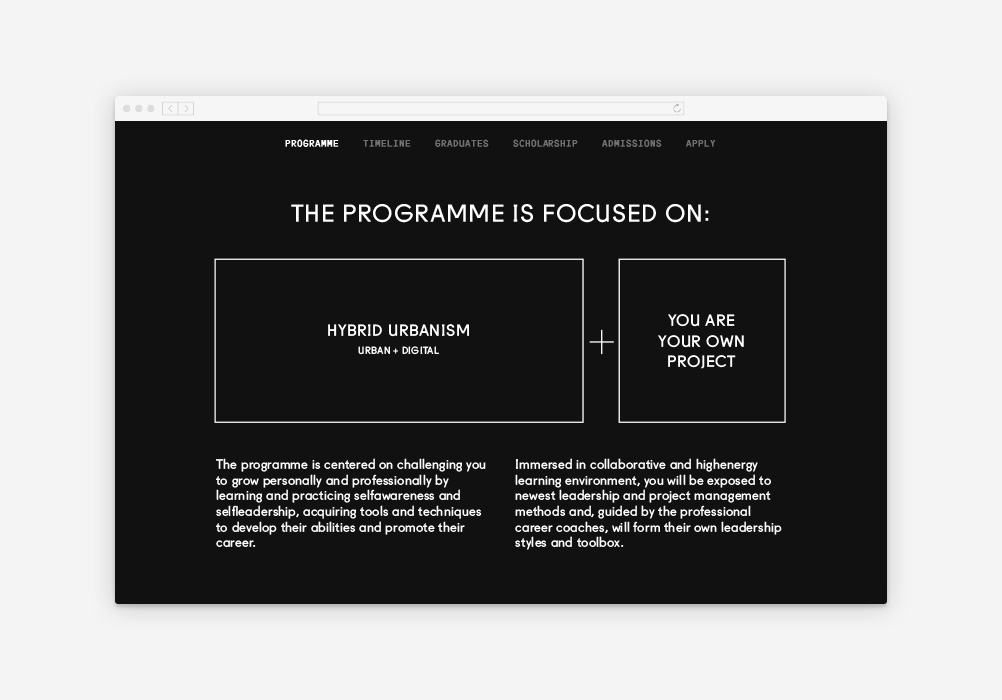 PROGRAMME TIMELINE GRADUATES SCHOLARSHIP ADMISSIONS APPLY
THE PROGRAMME IS FOCUSED ON:
HYBRID URBANISM
URBAN + DIGITAL
+
YOU ARE
YOUR OWN
PROJECT
The programme is centered on challenging you
to grow personally and professionally by
learning and practicing selfawareness and
selfleadership, acquiring tools and techniques
to develop their abilities and promote their
career.
Immersed in collaborative and highenergy
learning environment, you will be exposed to
newest leadership and project management
methods and, guided by the professional
career coaches, will form their own leadership
styles and toolbox.